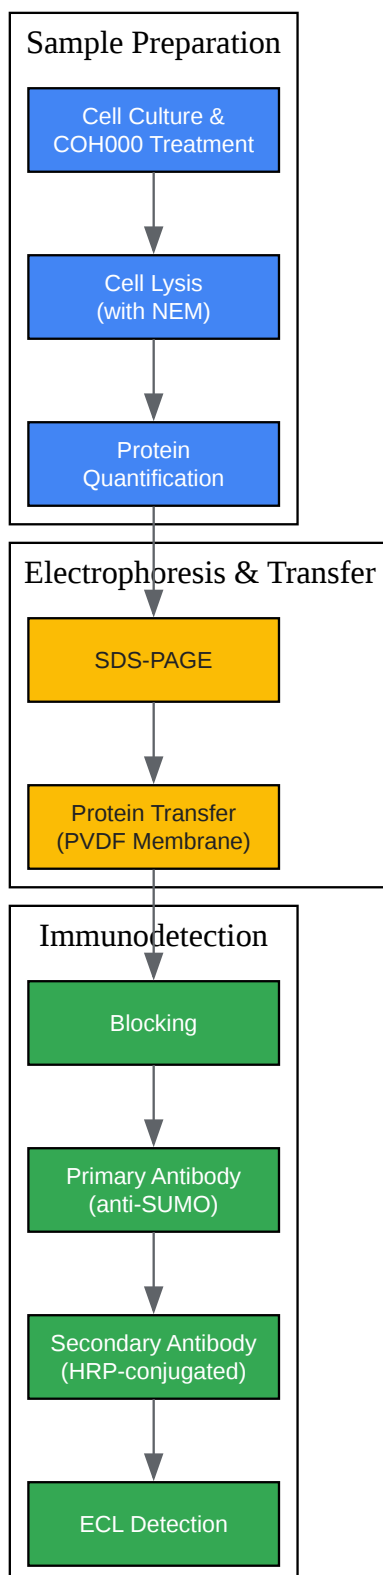 Sample Preparation
Cell Culture &
COH000 Treatment
Cell Lysis
(with NEM)
Protein
Quantification
Electrophoresis & Transfer
SDS-PAGE
Protein Transfer
(PVDF Membrane)
Immunodetection
Blocking
Primary Antibody
(anti-SUMO)
Secondary Antibody
(HRP-conjugated)
ECL Detection